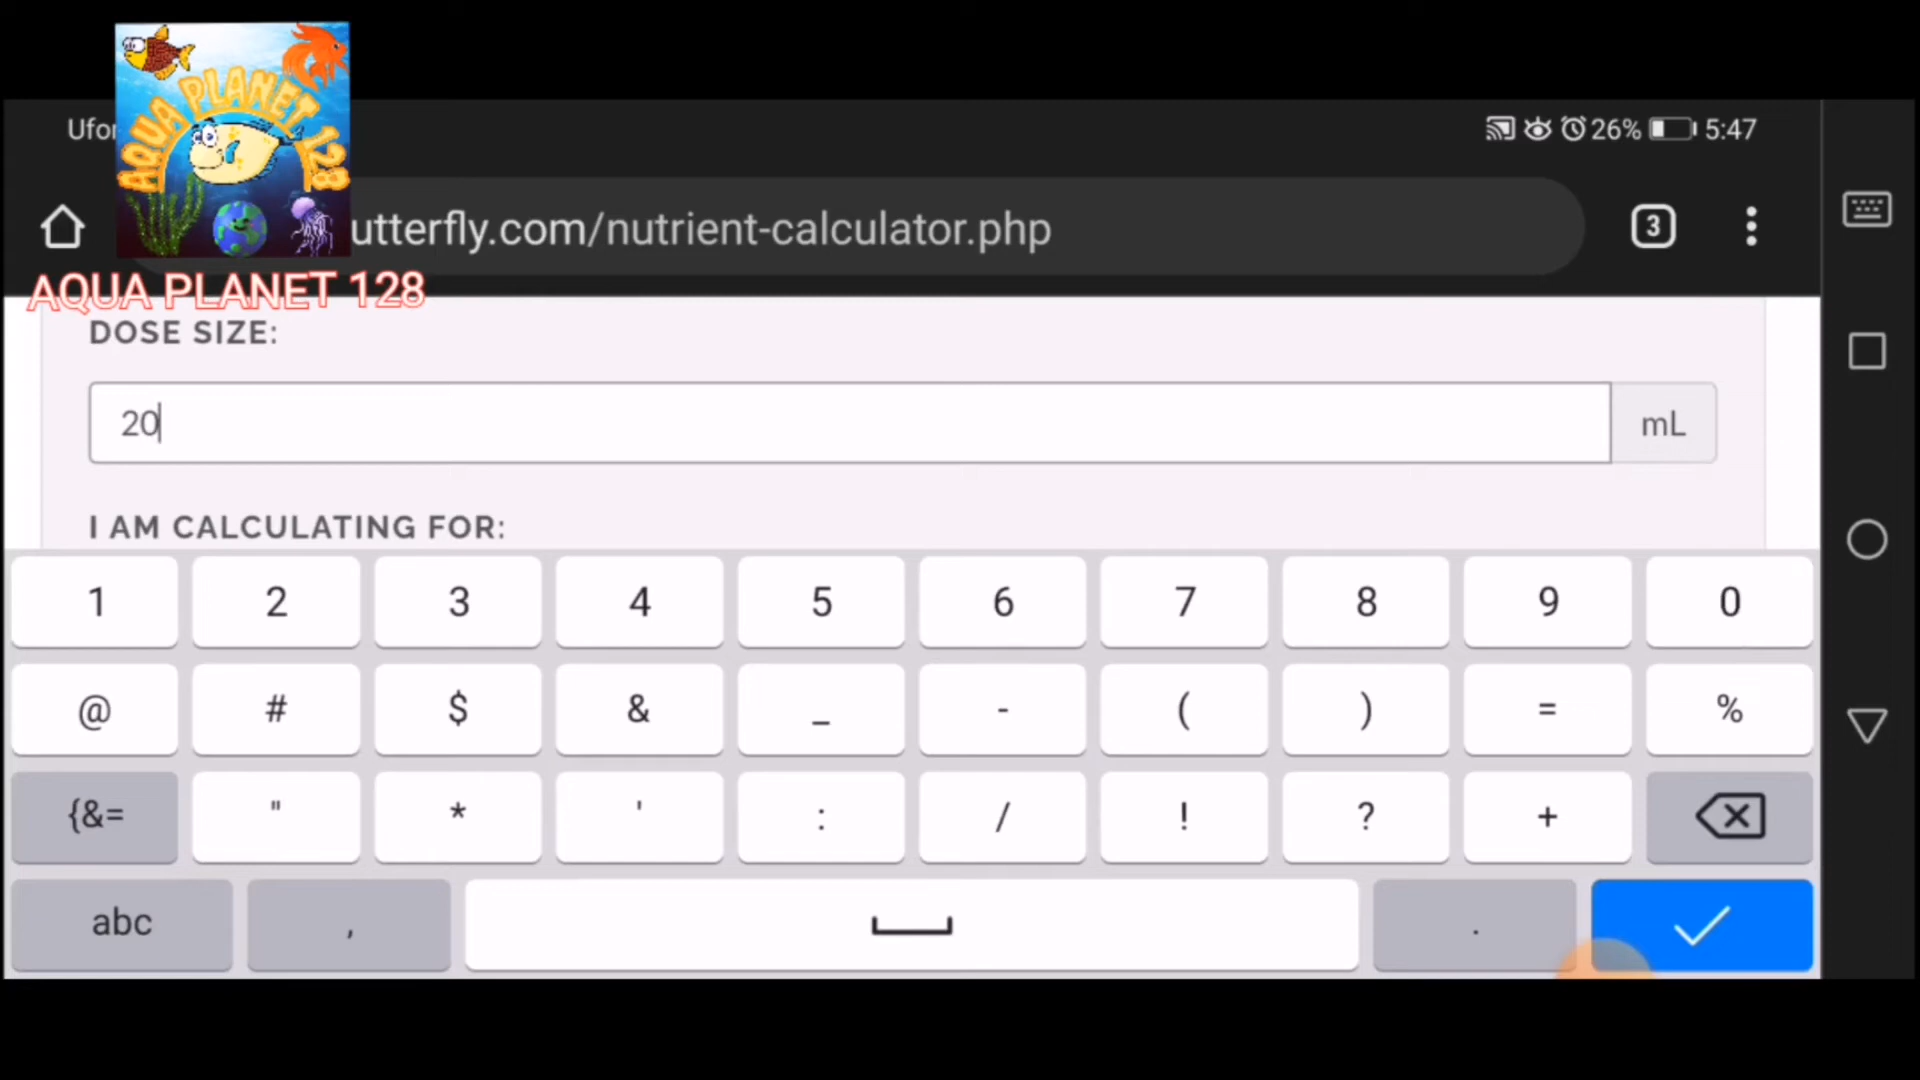 AQUA PLANET 128
Ufo
26% 5:47
utterfly.com/nutrient-calculator.php
3
AQUA PLANET 128
DOSE SIZE:
20
mL
I AM CALCULATING FOR:
1 2 3 4 5 6 7 8 9 0
@ # $ & _ - ( ) = %
{&= " * ' : / ! ? +
abc , .